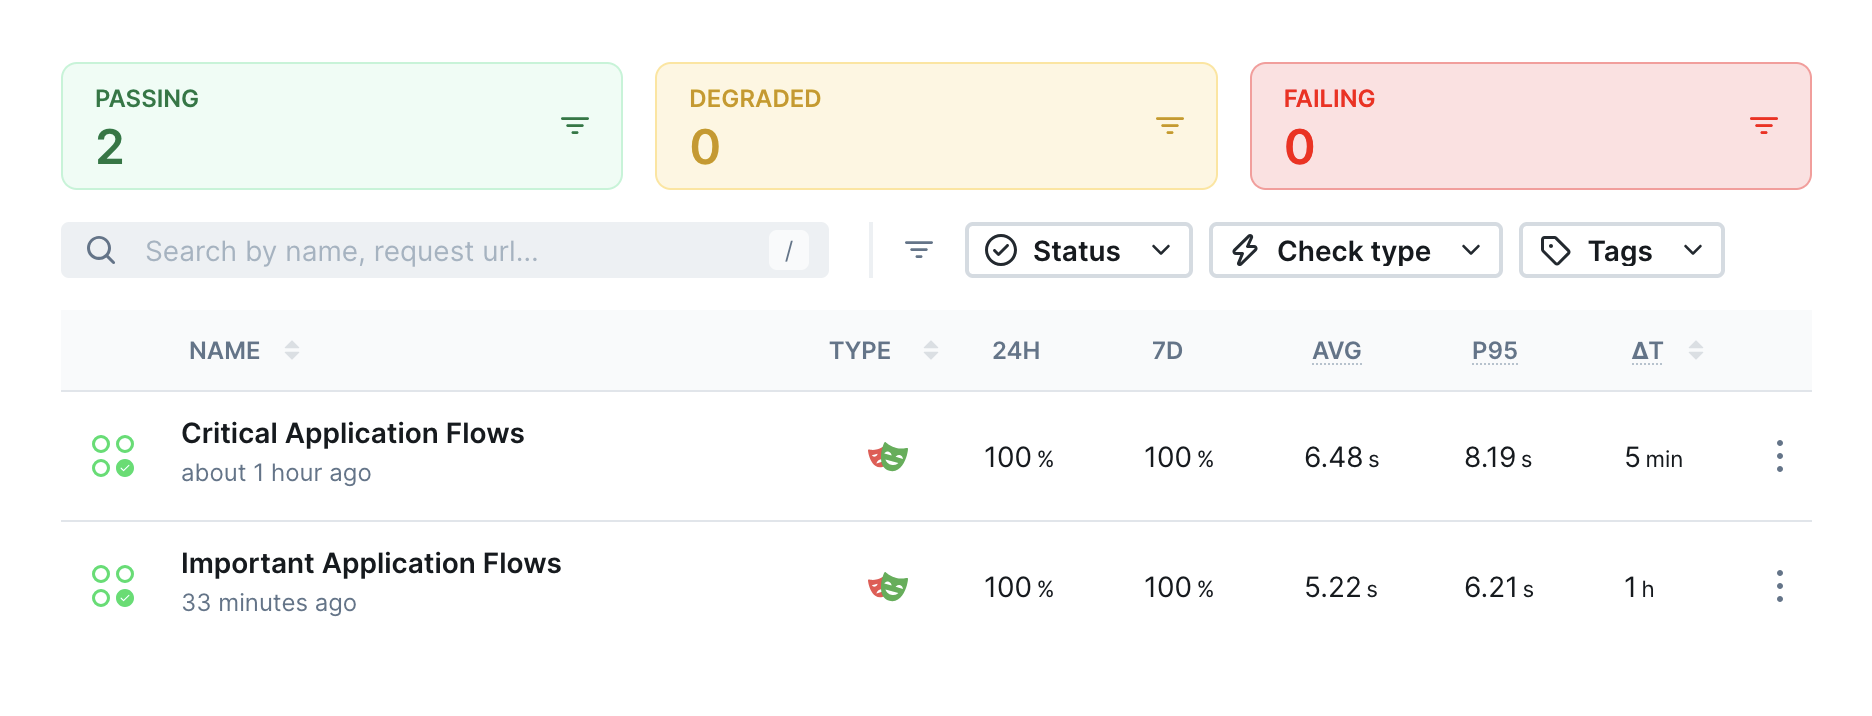 PASSING
2
DEGRADED
0
FAILING
0
Search by name, request url...
/
Status
Check type
Tags
NAME TYPE 24H 7D AVG P95 ΔT
Critical Application Flows
about 1 hour ago
100 % 100 % 6.48 s 8.19 s 5 min
Important Application Flows
33 minutes ago
100 % 100 % 5.22 s 6.21 s 1 h